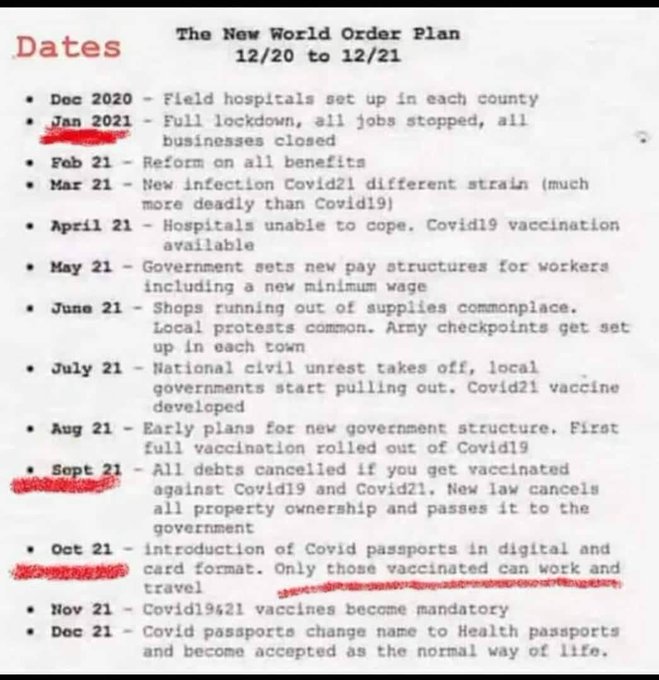 Dates
The New World Order Plan
12/20 to 12/21
• Dec 2020 - Field hospitals set up in each county
• Jan 2021 - Full lockdown, all jobs stopped, all
businesses closed
• Feb 21 - Reform on all benefits
• Mar 21 - New infection Covid21 different strain (much
more deadly than Covid19)
• April 21 - Hospitals unable to cope. Covid19 vaccination
available
• May 21 - Government sets new pay structures for workers
including a new minimum wage
• June 21 - Shops running out of supplies commonplace.
Local protests common. Army checkpoints get set
up in each town
• July 21 - National civil unrest takes off, local
governments start pulling out. Covid21 vaccine
developed
• Aug 21 - Early plans for new government structure. First
full vaccination rolled out of Covid19
• Sept 21 - All debts cancelled if you get vaccinated
against Covid19 and Covid21. New law cancels
all property ownership and passes it to the
government
• Oct 21 - introduction of Covid passports in digital and
card format. Only those vaccinated can work and
travel
• Nov 21 - Covid19&21 vaccines become mandatory
• Dec 21 - Covid passports change name to Health passports
and become accepted as the normal way of life.